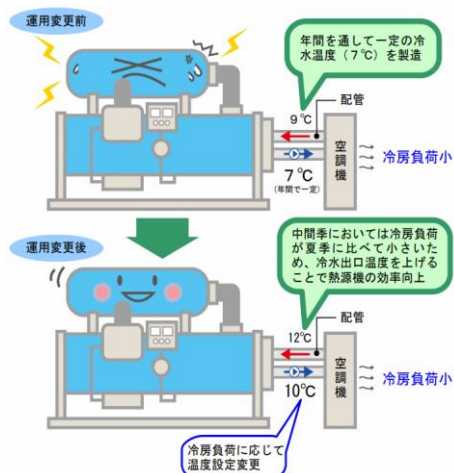 運用変更前
年間を通して一定の冷
水温度（7℃）を製造
9℃
配管
空調機
冷房負荷小
7℃
(年間で一定)
運用変更後
中間季においては冷房負荷
が夏季に比べて小さいた
め、冷水出口温度を上げる
ことで熱源機の効率向上
12℃
配管
空調機
冷房負荷小
10℃
冷房負荷に応じて
温度設定変更